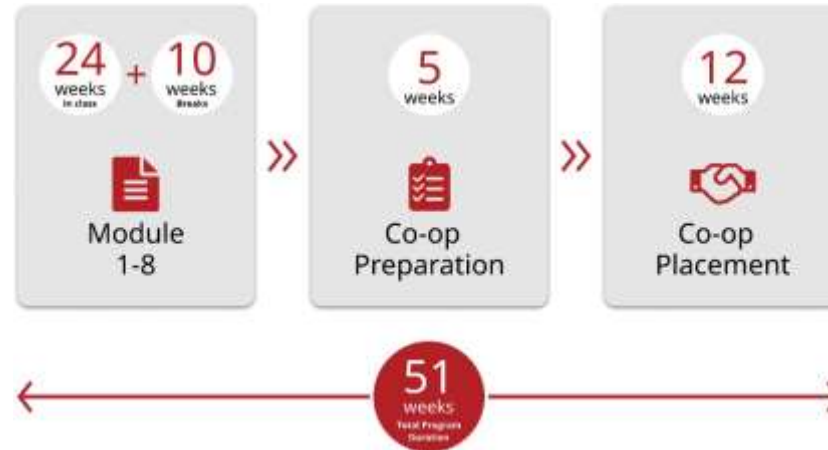 24 + 10
weeks weeks
In class Breaks
Module
1-8
5
weeks
Co-op
Preparation
12
weeks
Co-op
Placement
51
weeks
Total Program
Duration